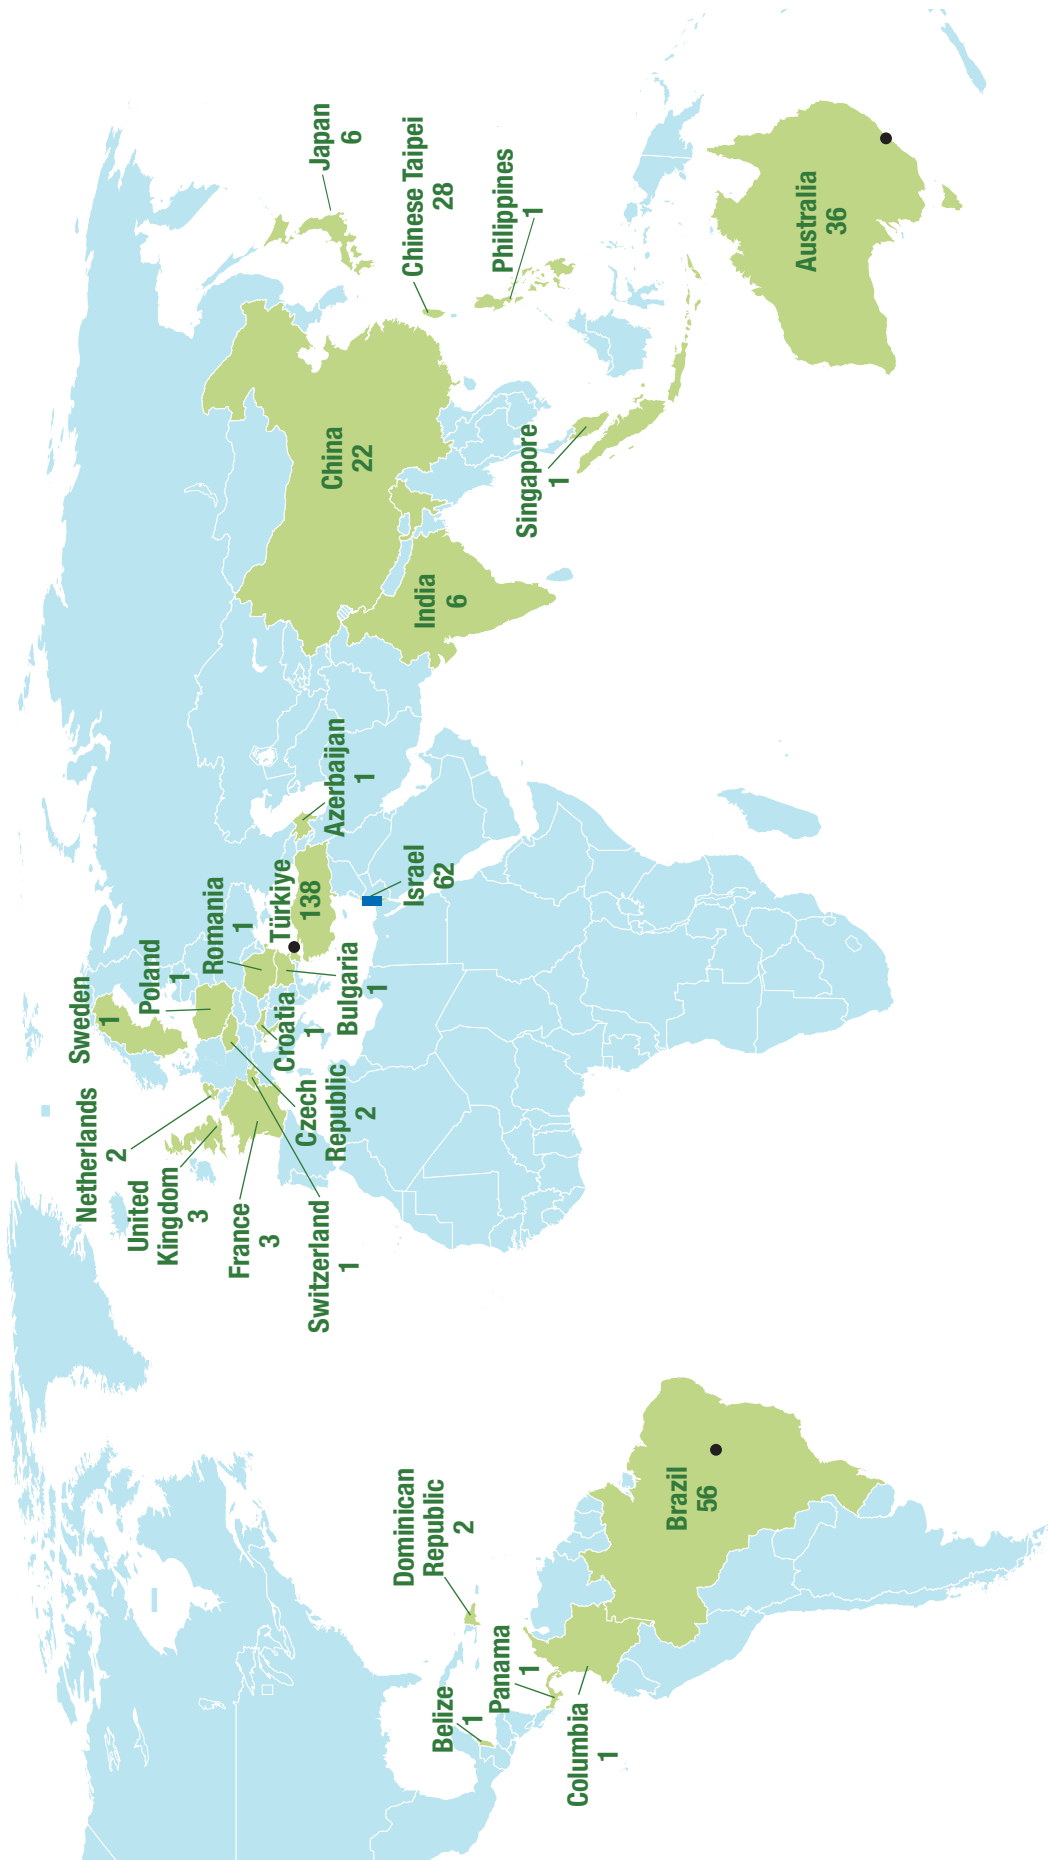 Sweden
1
Netherlands
2
United
Kingdom
3
Poland
1
Romania
1
France
3
Switzerland
1
Czech
Republic
2
Croatia
1
Bulgaria
1
Türkiye
138
Azerbaijan
1
Israel
62
China
22
India
6
Japan
6
Chinese Taipei
28
Philippines
1
Singapore
1
Australia
36
Dominican
Republic
2
Belize
1
Panama
1
Columbia
1
Brazil
56